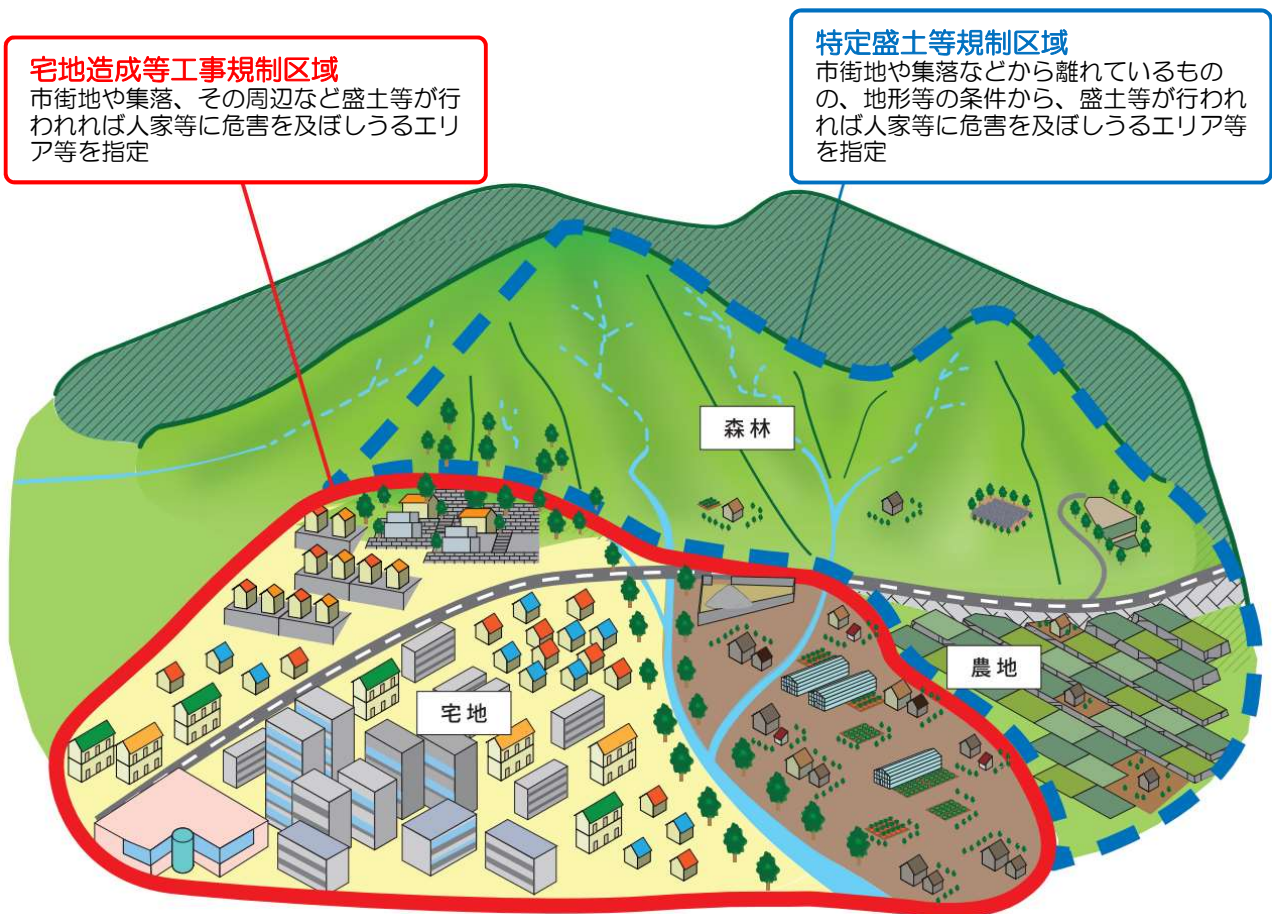 宅地造成等工事規制区域
市街地や集落、その周辺など盛土等が行
われれば人家等に危害を及ぼしうるエリ
ア等を指定
特定盛土等規制区域
市街地や集落などから離れているもの
の、地形等の条件から、盛土等が行われ
れば人家等に危害を及ぼしうるエリア等
を指定
森林
農地
宅地